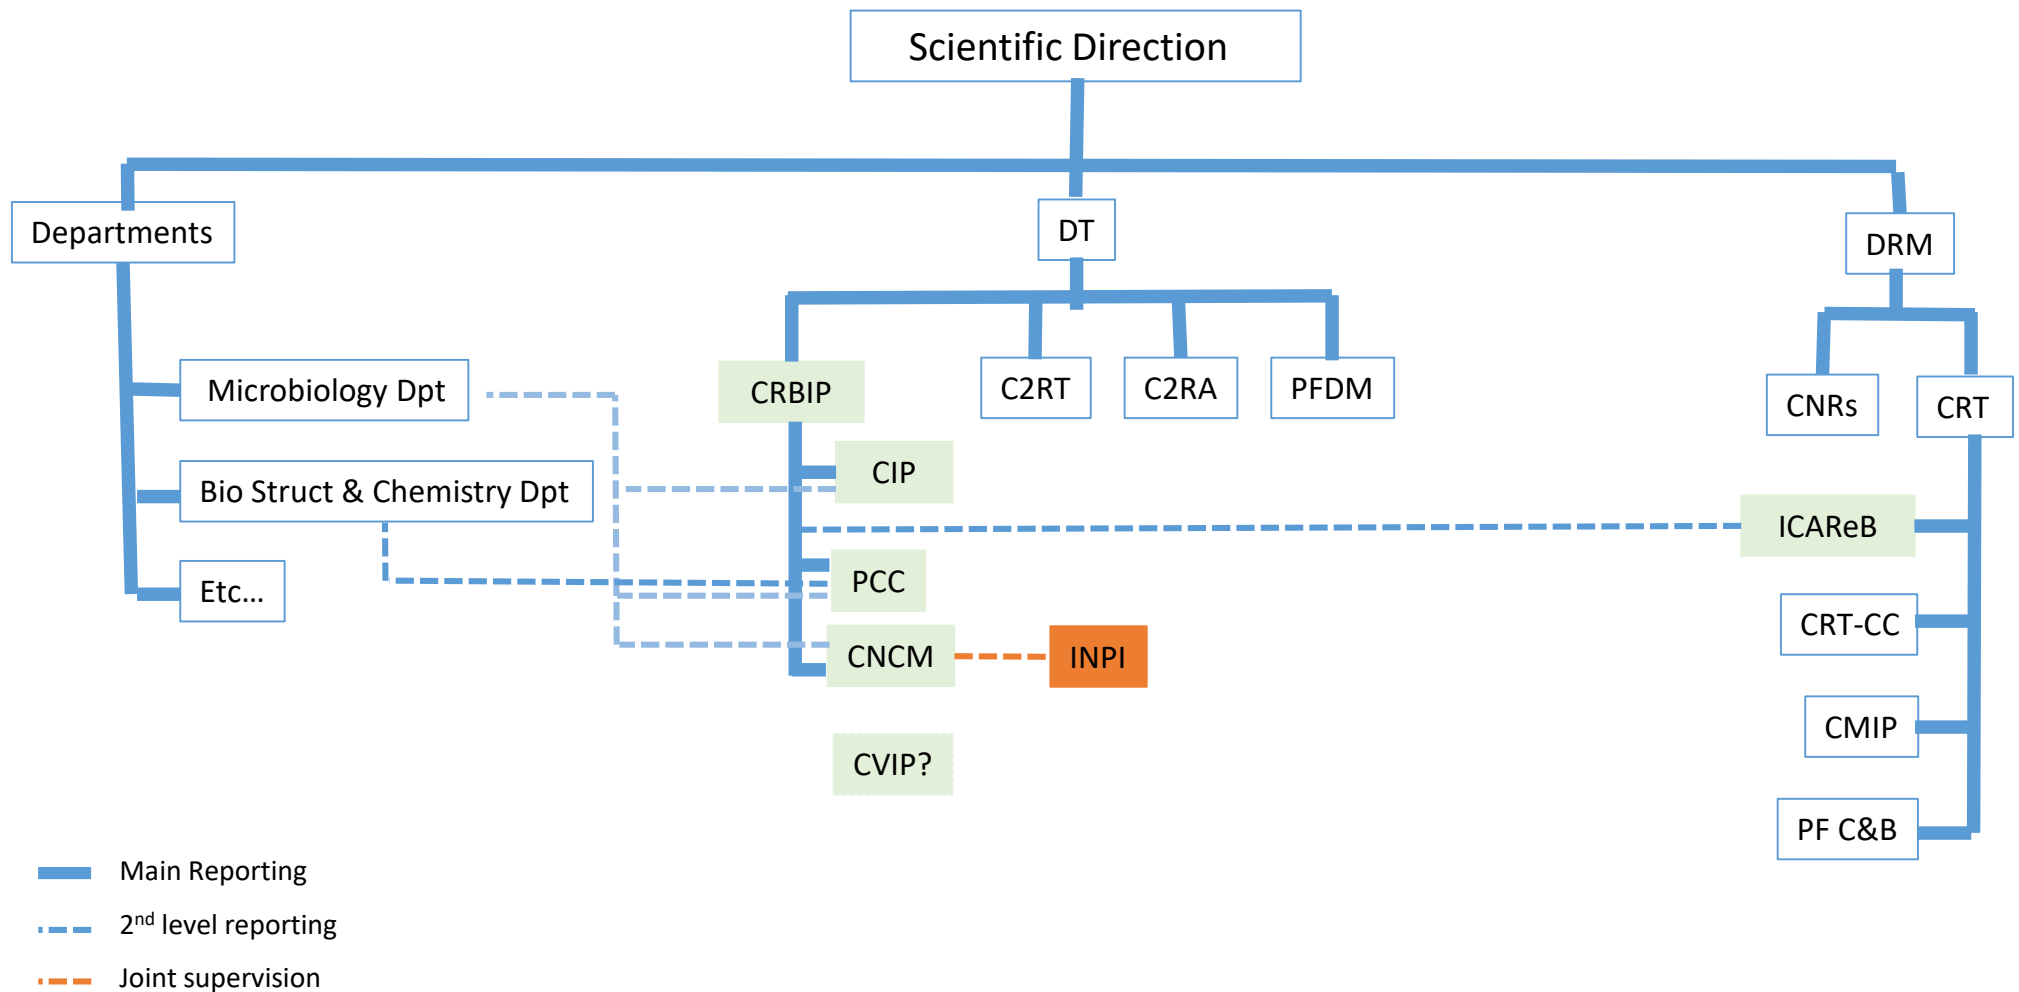 Scientific Direction
Departments
DT
DRM
Microbiology Dpt
CRBIP
C2RT
C2RA
PFDM
CNRs
CRT
Bio Struct & Chemistry Dpt
CIP
ICAReB
Etc...
PCC
CRT-CC
CNCM
INPI
CMIP
CVIP?
PF C&B
Main Reporting
2nd level reporting
Joint supervision